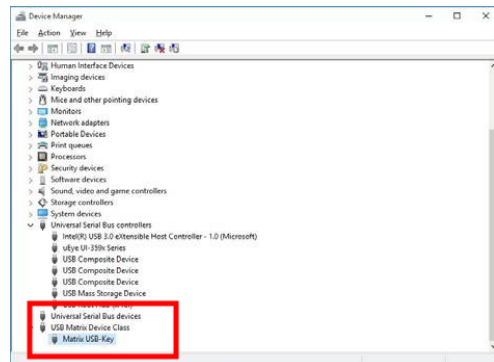 Device Manager
File Action View Help
Human Interface Devices
Imaging devices
Keyboards
Mice and other pointing devices
Monitors
Network adapters
Portable Devices
Print queues
Processors
Security devices
Software devices
Sound, video and game controllers
Storage controllers
System devices
Universal Serial Bus controllers
Intel(R) USB 3.0 eXtensible Host Controller - 1.0 (Microsoft)
uEye UI-359x Series
USB Composite Device
USB Composite Device
USB Composite Device
USB Mass Storage Device
Universal Serial Bus devices
USB Matrix Device Class
Matrix USB-Key